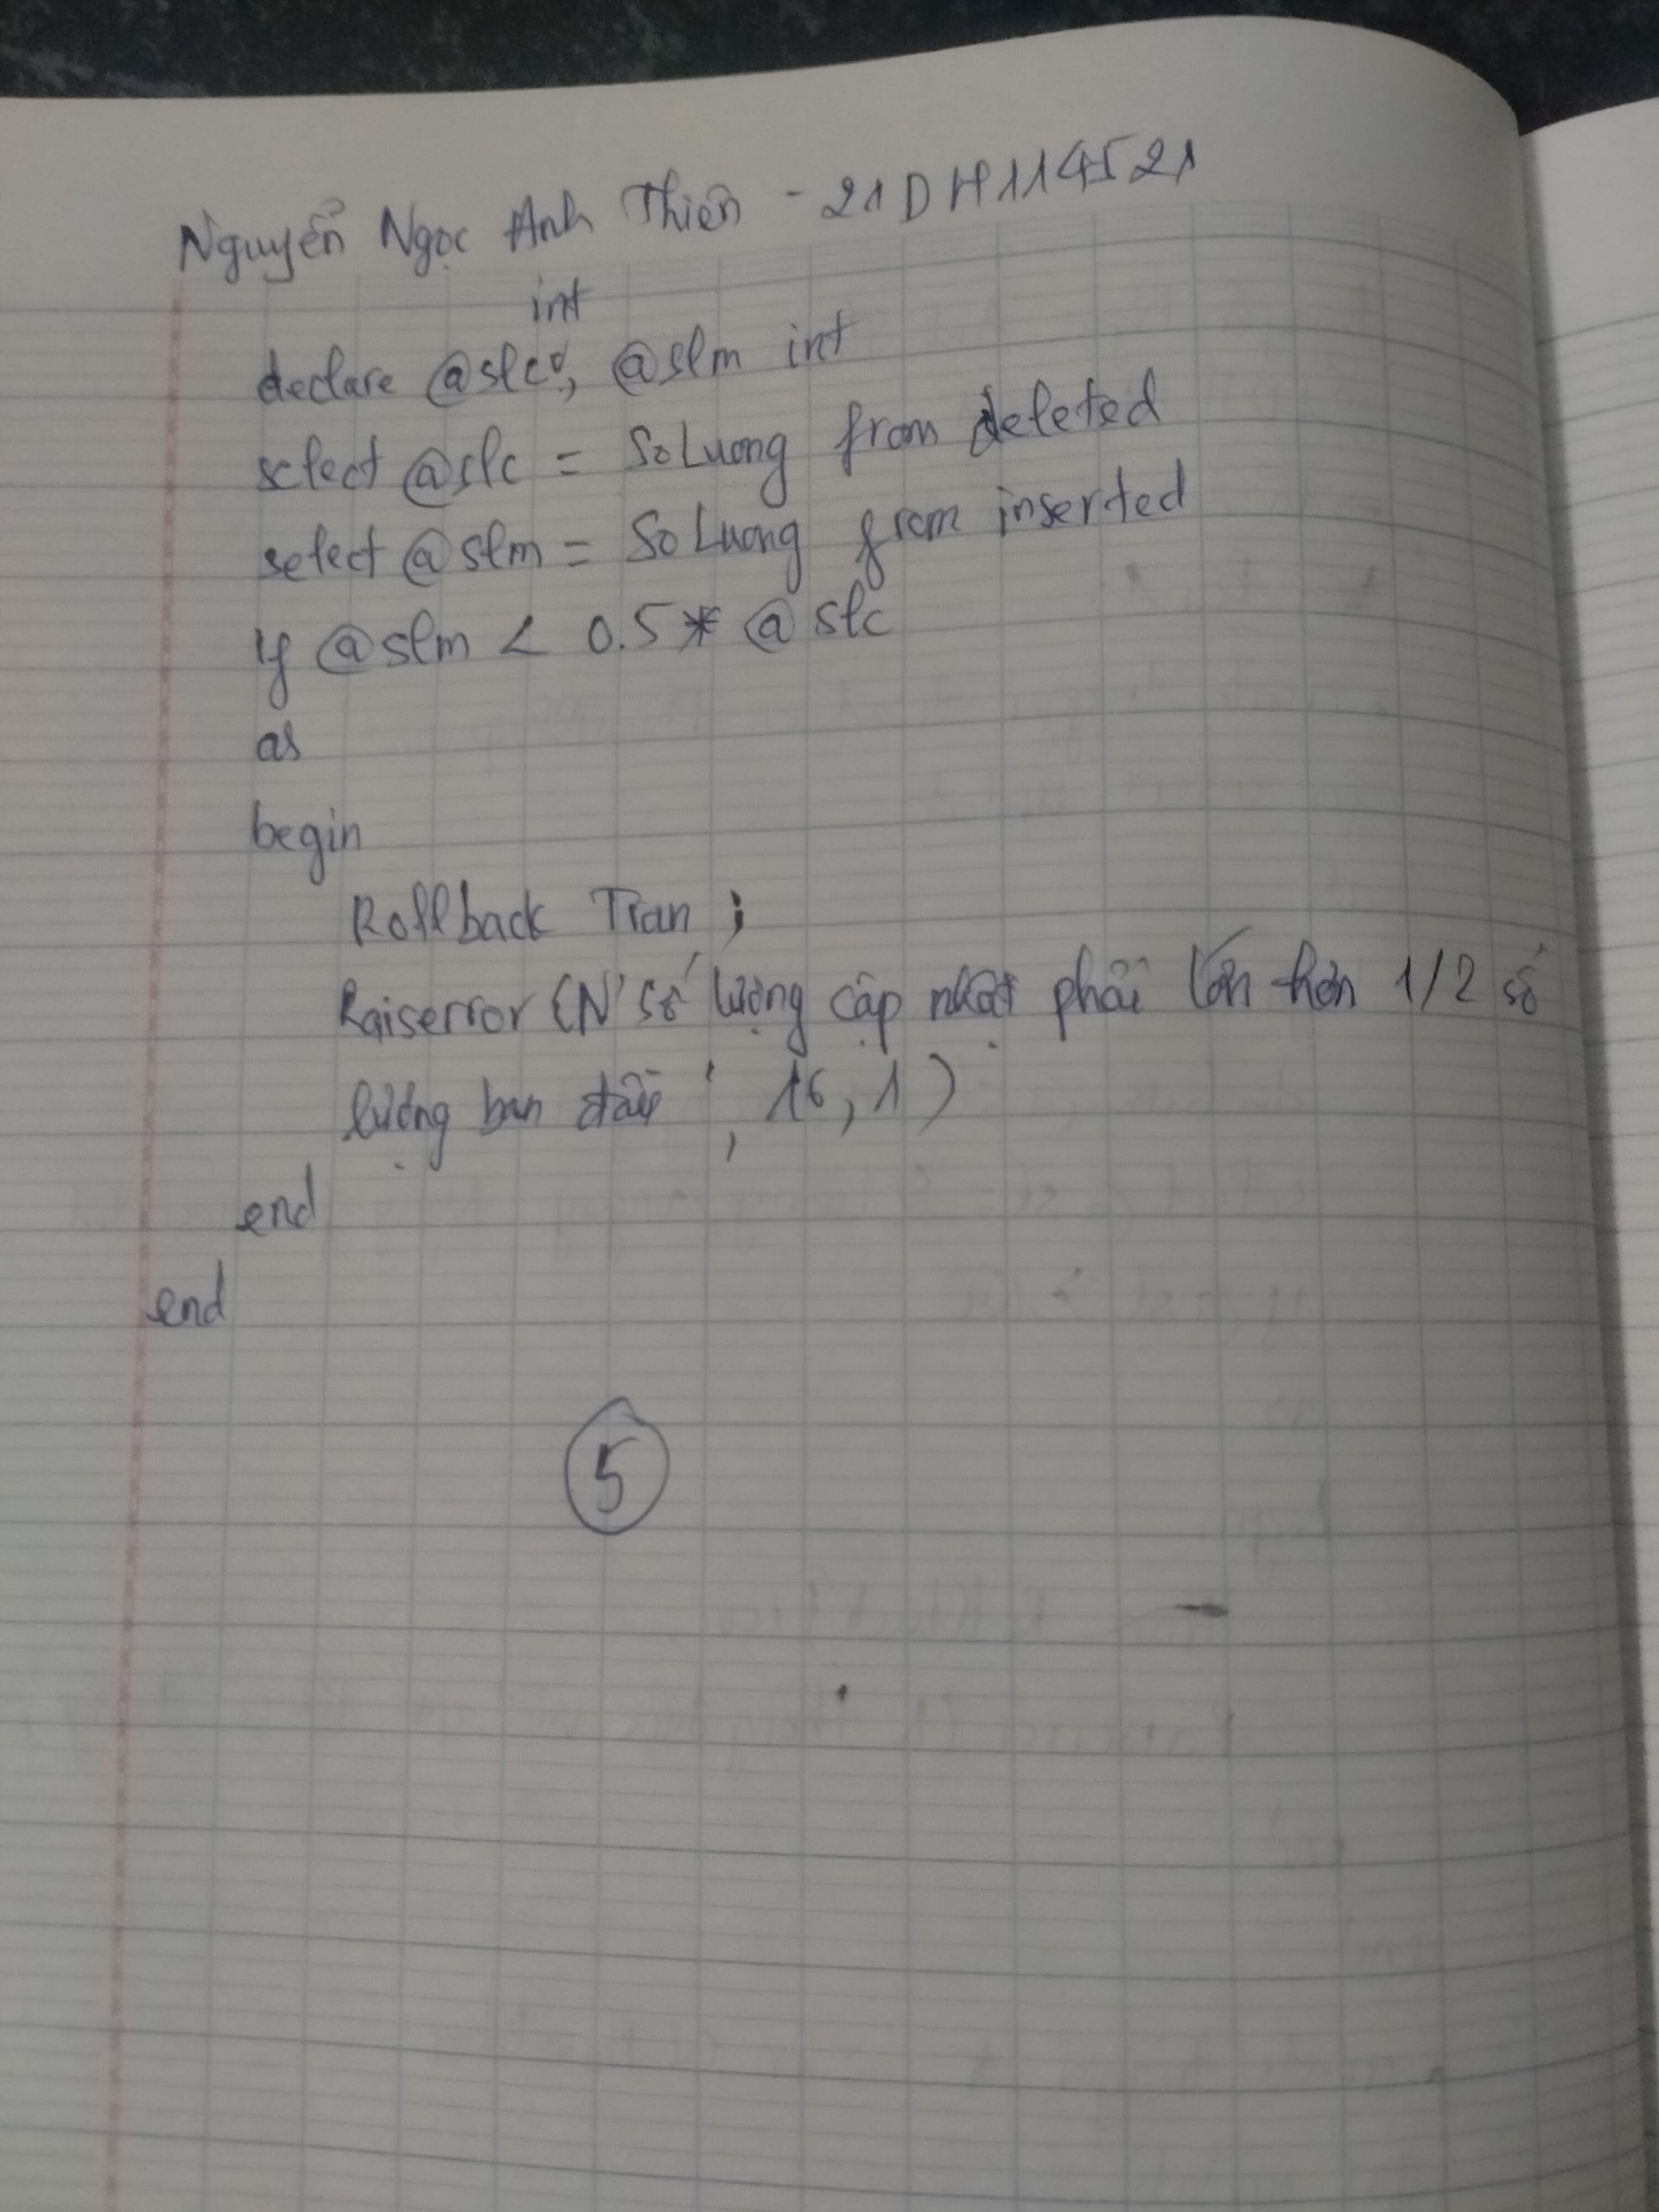 Nguyễn Ngọc Anh Thiên - 21DH114521
int
declare @slc, @slm int
select @slc = SoLuong from deleted
select @slm = SoLuong from inserted
if @slm < 0.5 * @slc
as
begin
Rollback Tran ;
Raiserror (N'Số lượng cập nhật phải lớn hơn 1/2 số
lượng ban đầu', 16, 1)
end
end
5